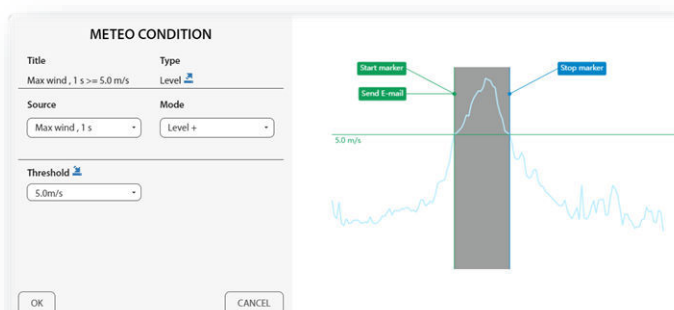 METEO CONDITION
Title
Type
Max wind , 1 s >= 5.0 m/s
Level
Source
Mode
Max wind , 1 s
Level +
Threshold
5.0m/s
OK
CANCEL
Start marker
Stop marker
Send E-mail
5.0 m/s